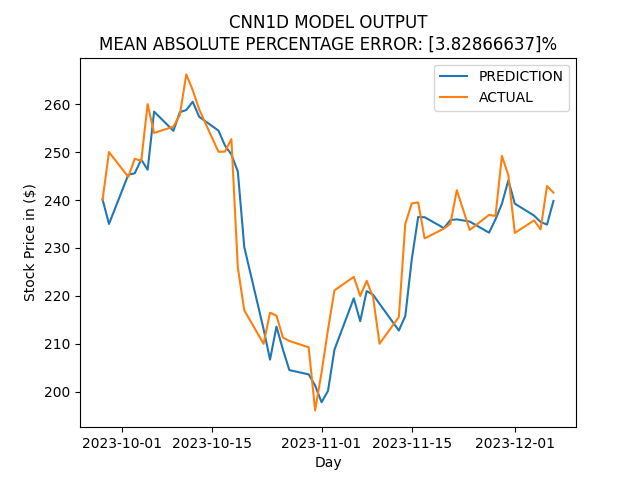 CNN1D MODEL OUTPUT
MEAN ABSOLUTE PERCENTAGE ERROR: [3.82866637]%
PREDICTION
ACTUAL
Stock Price in ($)
260
250
240
230
220
210
200
2023-10-01 2023-10-15 2023-11-01 2023-11-15 2023-12-01
Day